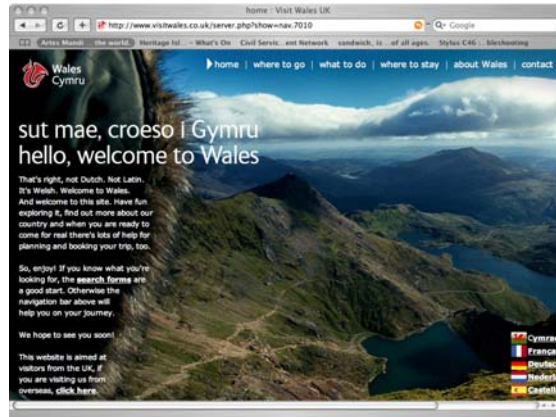 home : Visit Wales UK
http://www.visitwales.co.uk/server.php?show=nav.7010
Google
Artes Mundi ... the world. Heritage Isl... – What's On Civil Servic...ent Network sandwich, is ...of all ages. Stylus C46 :...bleshooting
Wales
Cymru
home | where to go | what to do | where to stay | about Wales | contact
sut mae, croeso i Gymru
hello, welcome to Wales
That's right, not Dutch. Not Latin.
It's Welsh. Welcome to Wales.
And welcome to this site. Have fun
exploring it, find out more about our
country and when you are ready to
come for real there's lots of help for
planning and booking your trip, too.
So, enjoy! If you know what you're
looking for, the search forms are
a good start. Otherwise the
navigation bar above will
help you on your journey.
We hope to see you soon!
This website is aimed at
visitors from the UK, if
you are visiting us from
overseas, click here.
Cymrae
França
Deutsc
Nederl
Castell